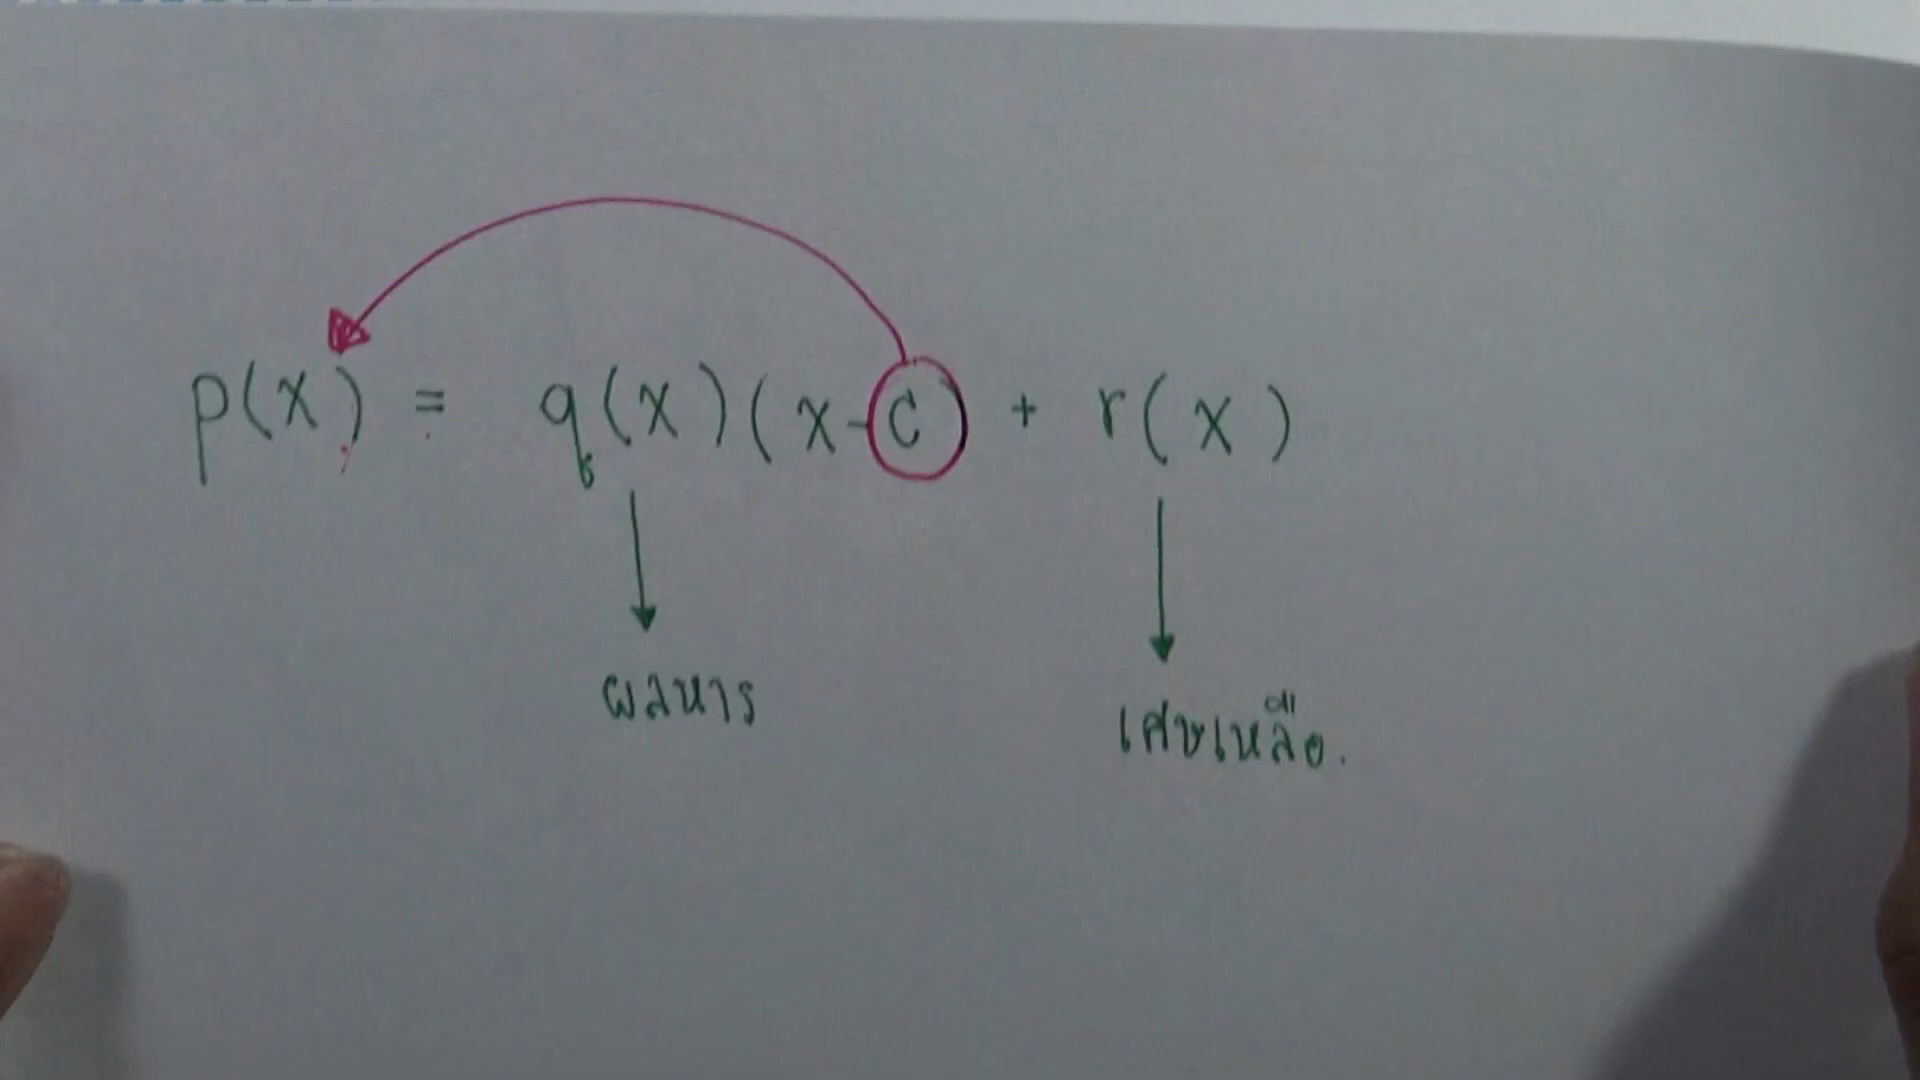 p(x) = q(x)(x-c) + r(x)
ผลหาร
เศษเหลือ.